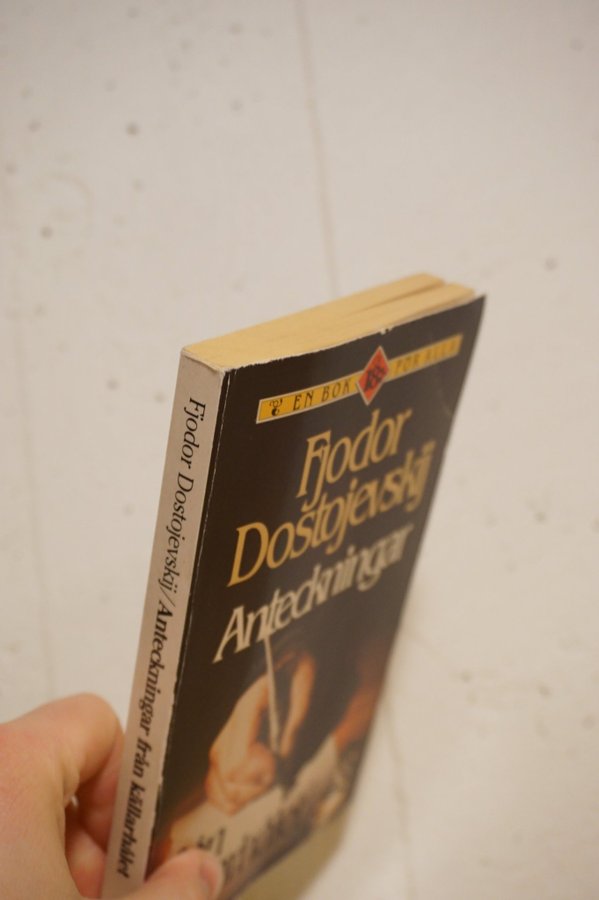 Fjodor Dostojevskij/Anteckningar från källarhålet
EN BOK FÖR ALLA
Fjodor
Dostojevskij
Anteckningar